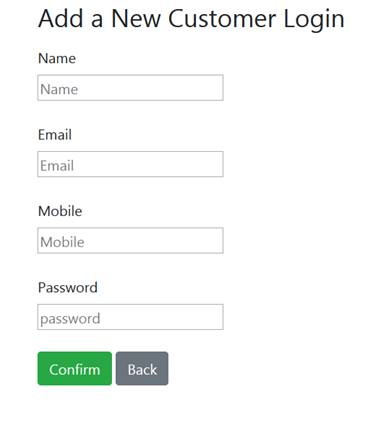 Add a New Customer Login
Name
Name
Email
Email
Mobile
Mobile
Password
password
Confirm Back